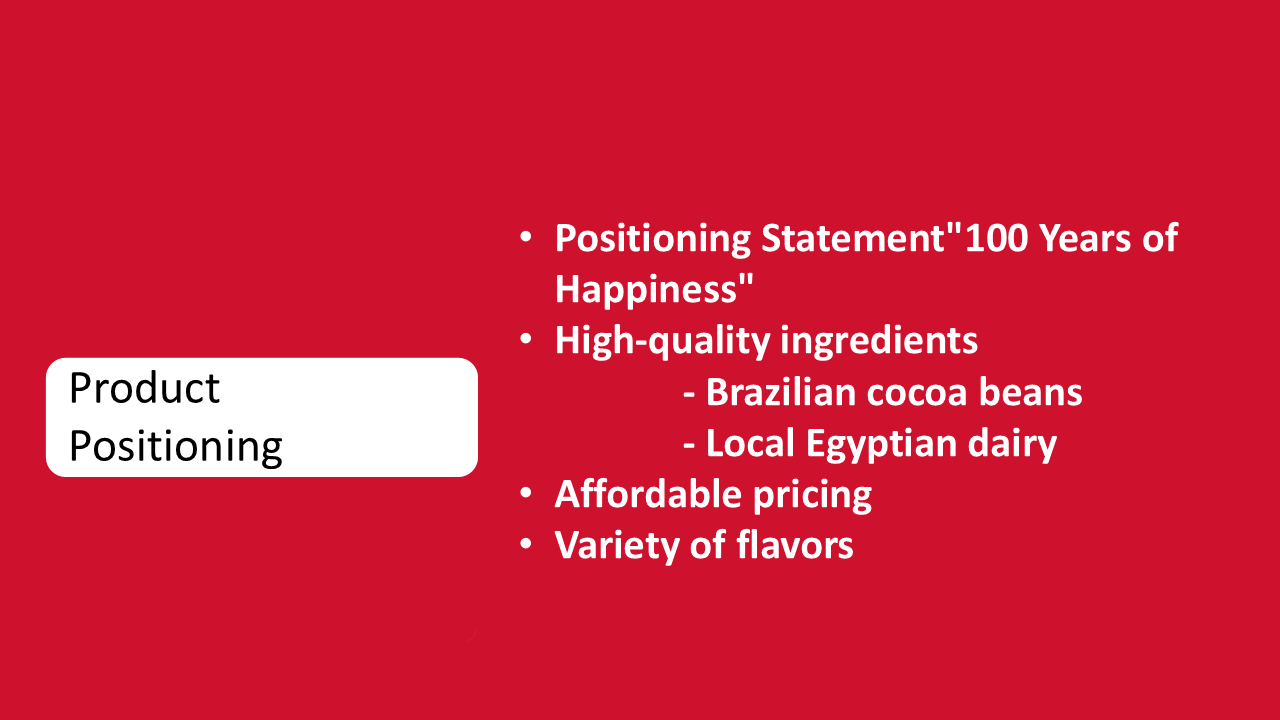 Product
Positioning
• Positioning Statement"100 Years of
Happiness"
• High-quality ingredients
- Brazilian cocoa beans
- Local Egyptian dairy
• Affordable pricing
• Variety of flavors